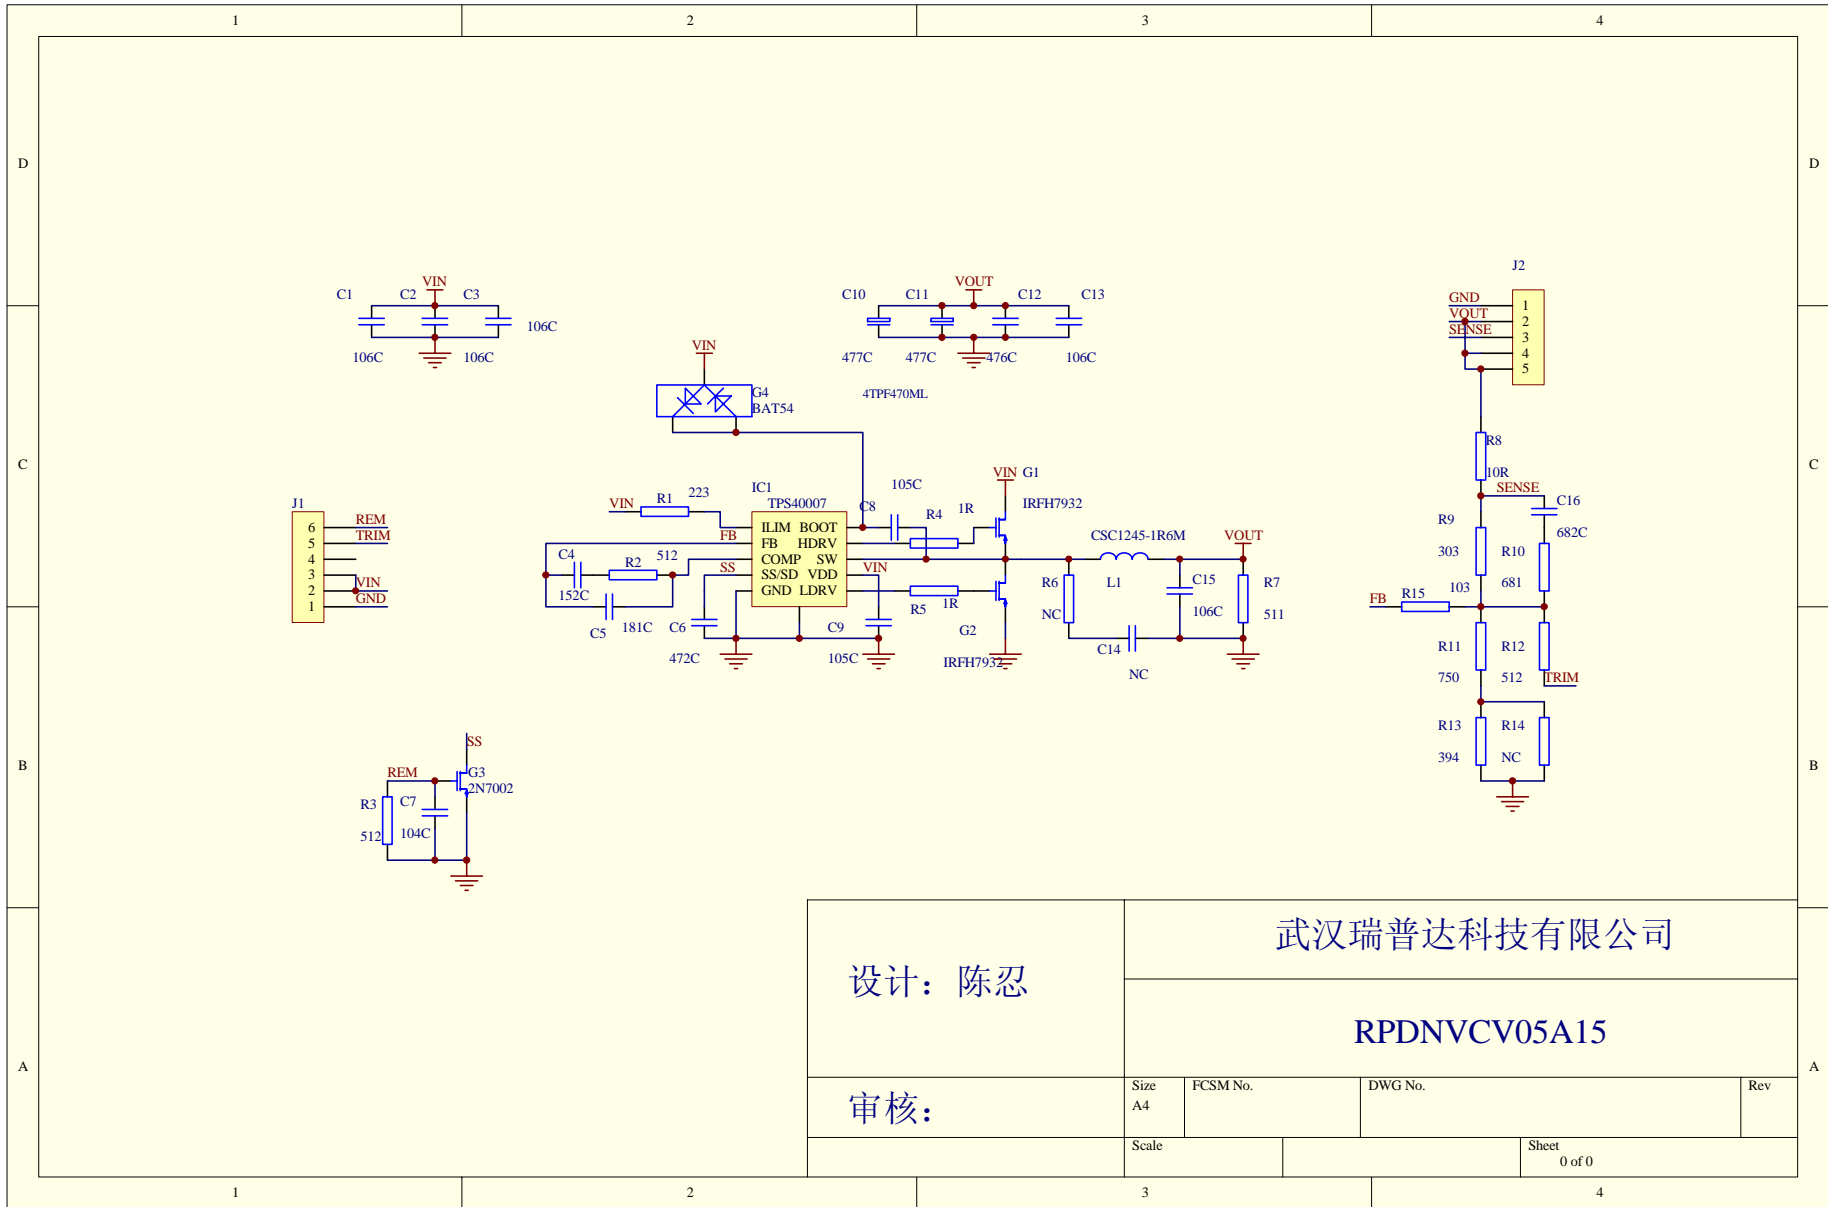 1 2 3 4
D D
C C
B B
A A
VIN
C1 C2 C3
106C
106C 106C
VOUT
C10 C11 C12 C13
477C 477C 476C 106C
4TPF470ML
VIN
G4
BAT54
J2
GND 1
VOUT 2
SENSE 3
4
5
R8
10R
SENSE
C16
682C
R9
303
R10
681
FB R15 103
R11
750
R12
512
TRIM
R13
394
R14
NC
J1
6 REM
5 TRIM
4
3
2 VIN
1 GND
VIN R1 223
IC1
TPS40007
ILIM BOOT
FB FB HDRV
COMP SW
SS SS/SD VDD VIN
GND LDRV
C4
152C
R2 512
C5 181C
C6
472C
C8
105C
R4 1R
C9
105C
R5 1R
VIN G1
IRFH7932
G2
IRFH7932
CSC1245-1R6M
L1
R6
NC
C14
NC
C15
106C
VOUT
R7
511
SS
REM
G3
2N7002
R3
512
C7
104C
武汉瑞普达科技有限公司
设计：陈忍
RPDNVCV05A15
审核：
Size
A4
FCSM No.
DWG No.
Rev
Scale
Sheet
0 of 0
1 2 3 4